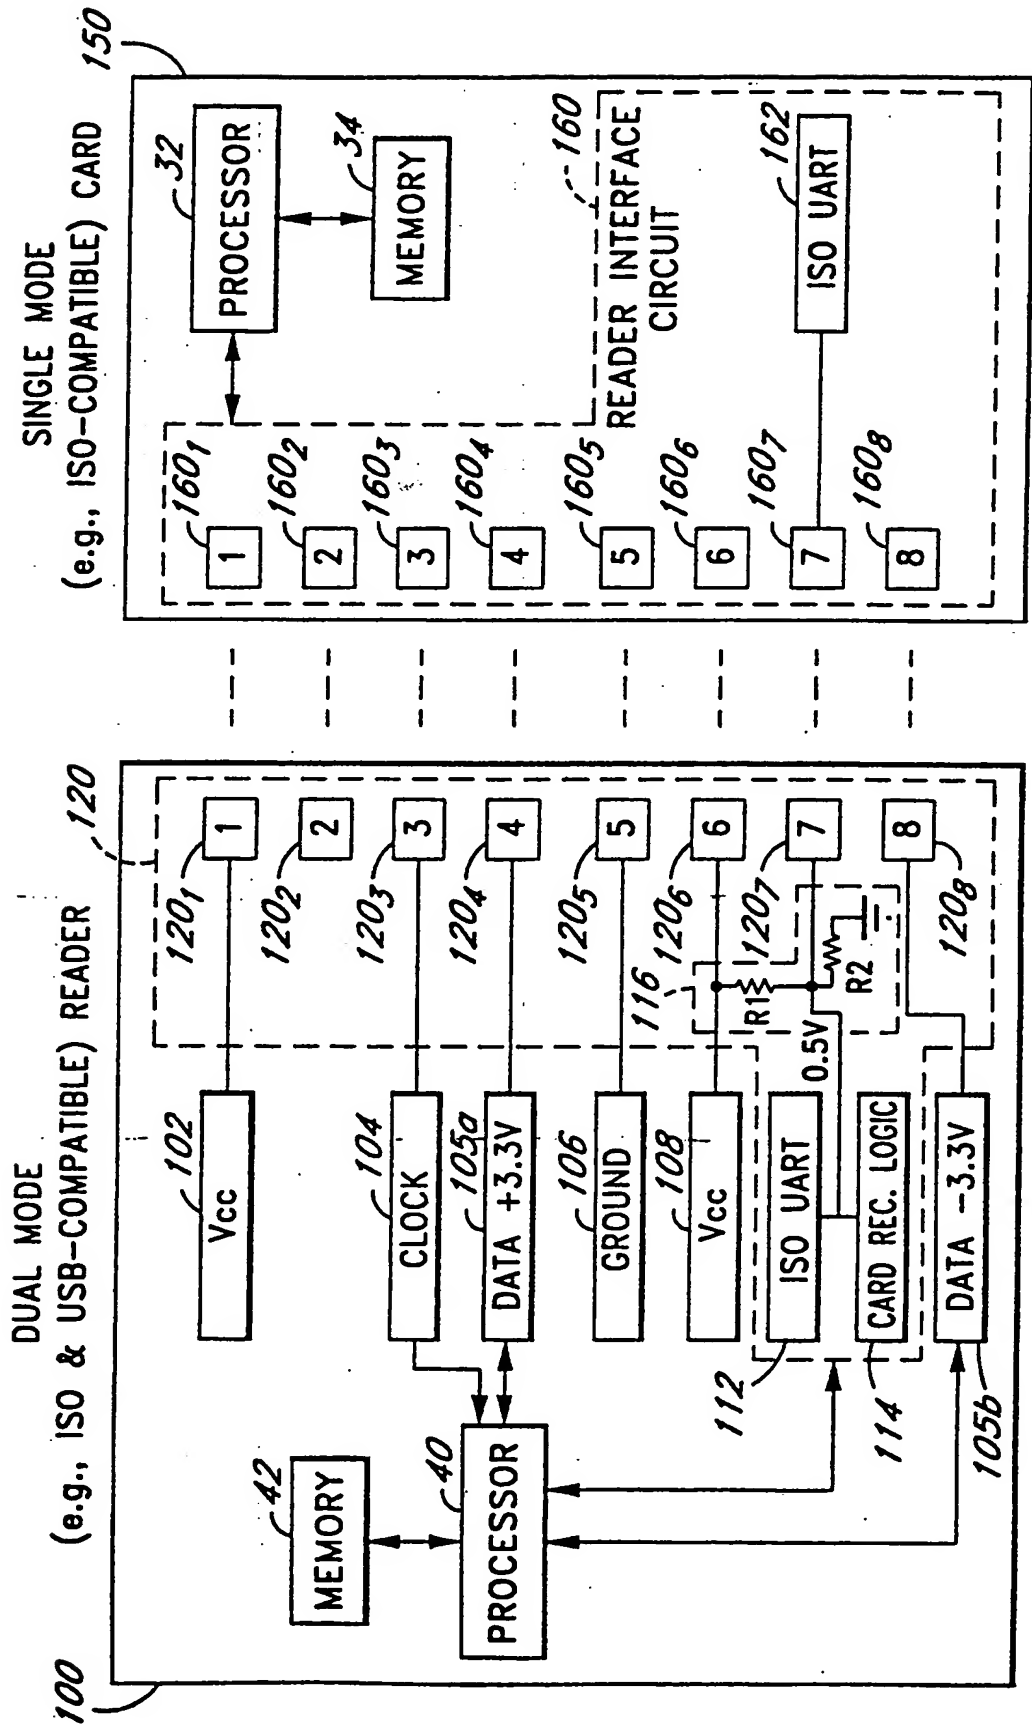 DUAL MODE
(e.g., ISO & USB-COMPATIBLE) READER
100
120
MEMORY
42
PROCESSOR
40
Vcc
102
CLOCK
104
DATA +3.3V
105a
GROUND
106
Vcc
108
ISO UART
112
CARD REC. LOGIC
114
DATA -3.3V
105b
116
R1
R2
0.5V
120₁
1
120₂
2
120₃
3
120₄
4
120₅
5
120₆
6
120₇
7
120₈
8
SINGLE MODE
(e.g., ISO-COMPATIBLE) CARD
150
160₁
1
160₂
2
160₃
3
160₄
4
160₅
5
160₆
6
160₇
7
160₈
8
PROCESSOR
32
MEMORY
34
160
READER INTERFACE
CIRCUIT
ISO UART
162